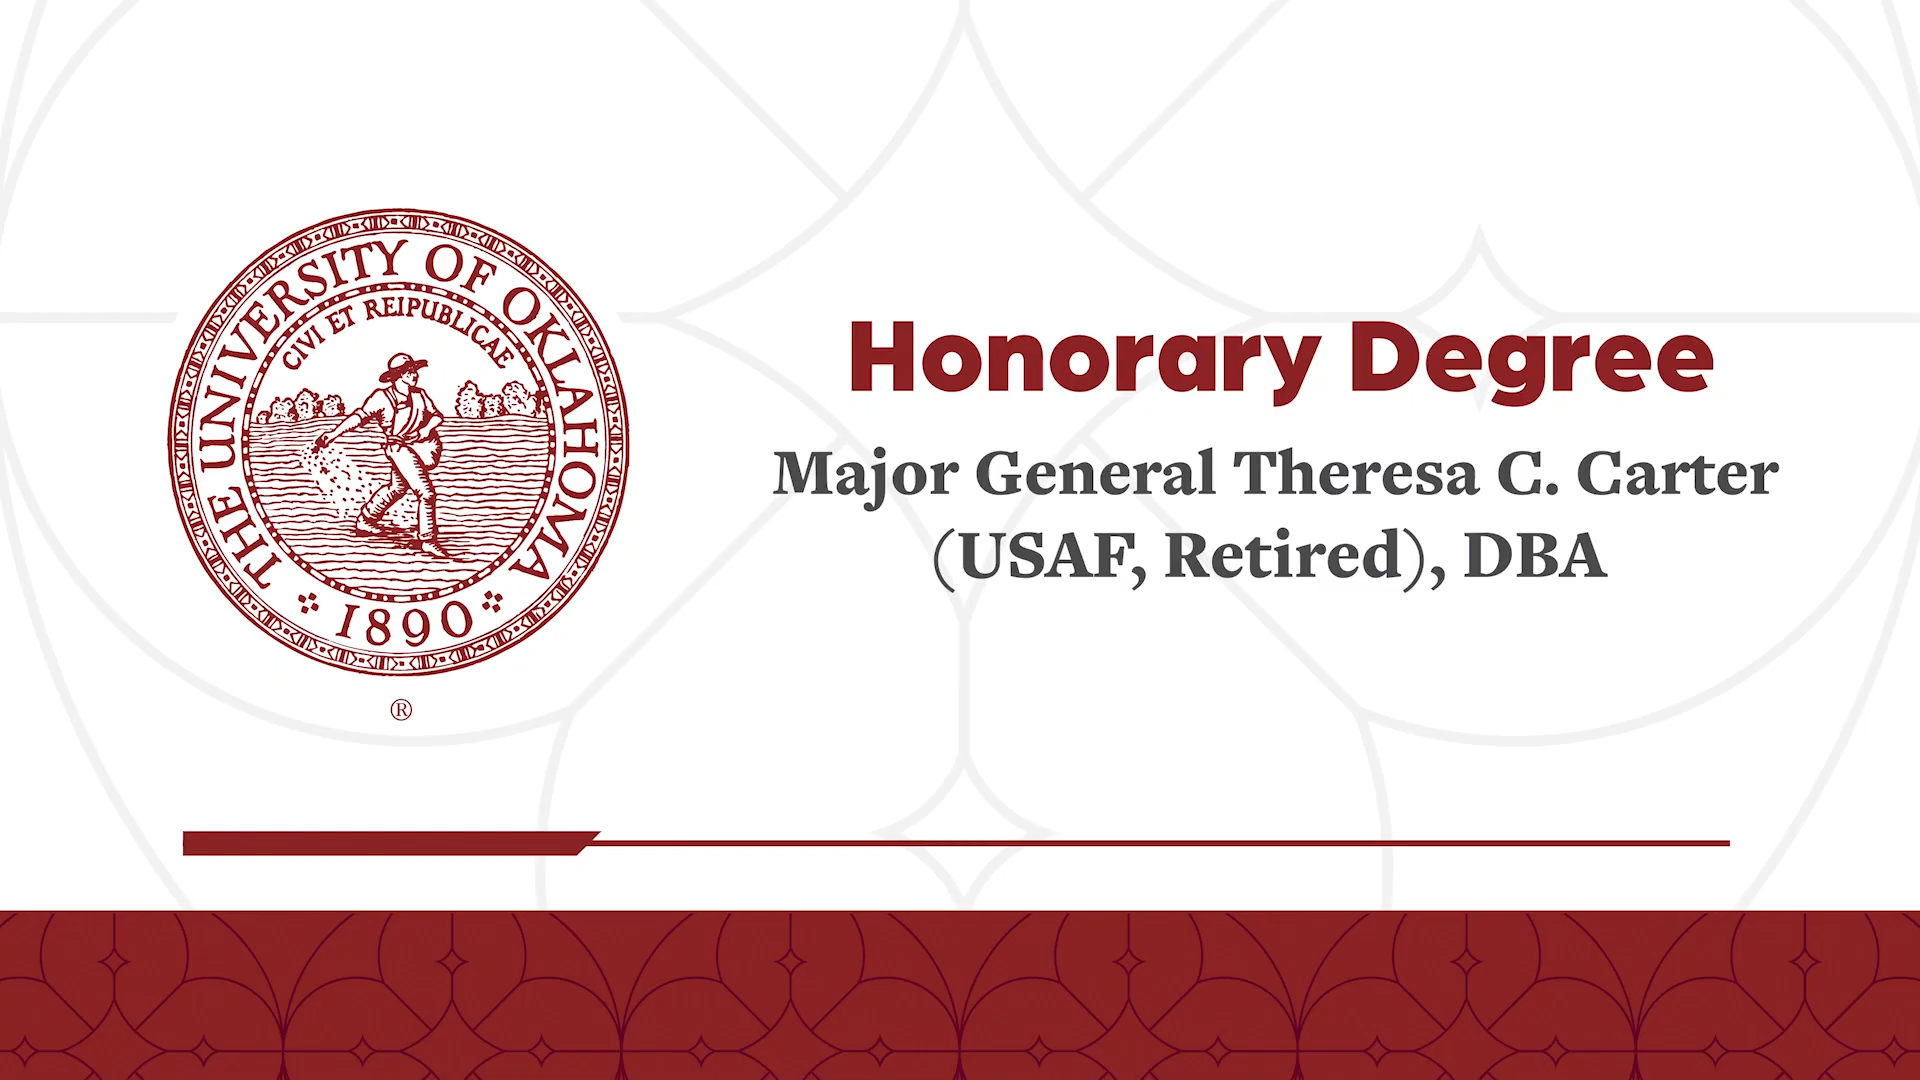 THE UNIVERSITY OF OKLAHOMA
CIVI ET REIPUBLICAE
1890
®
Honorary Degree
Major General Theresa C. Carter
(USAF, Retired), DBA